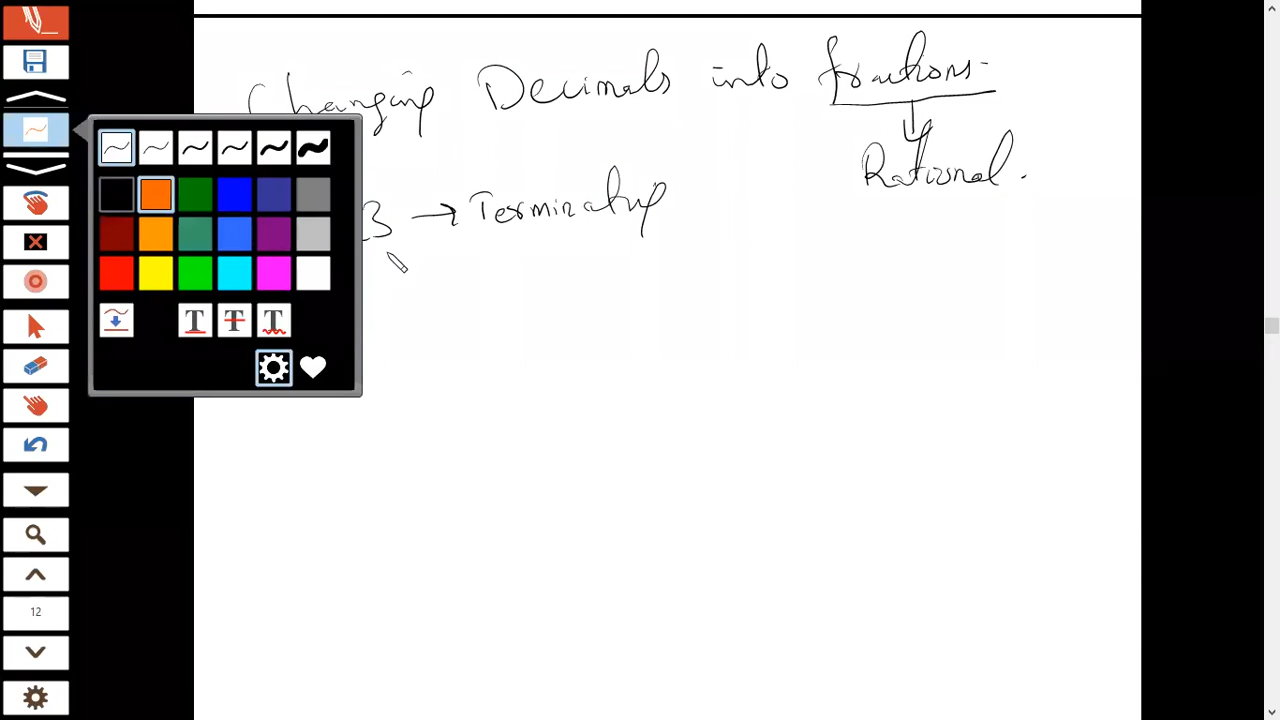 Changing Decimals into fractions-
Rational.
3 → Terminating
T T T
12